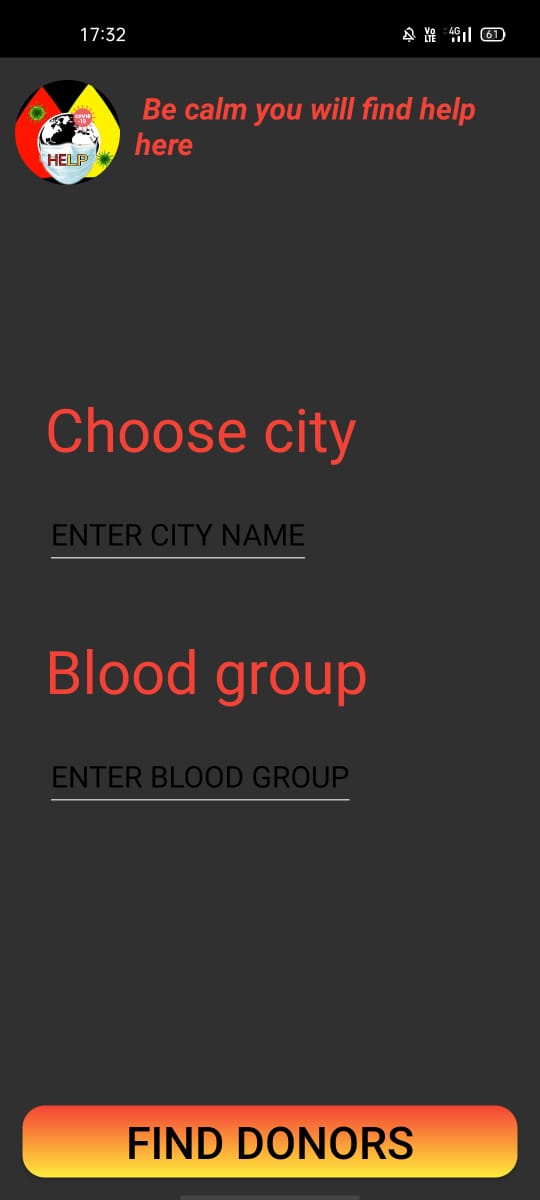 17:32
Vo
LTE
4G
61
Be calm you will find help
here
COVID
-19
HELP
Choose city
ENTER CITY NAME
Blood group
ENTER BLOOD GROUP
FIND DONORS